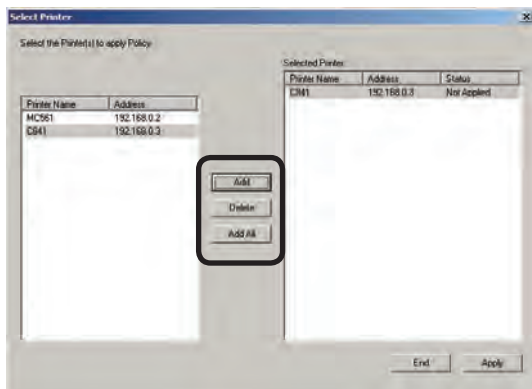 Select Printer
Select the Printer(s) to apply Policy
Selected Printer
Printer Name Address Status
C841 192.168.0.3 Not Applied
Printer Name Address
MC561 192.168.0.2
C841 192.168.0.3
Add
Delete
Add All
End Apply